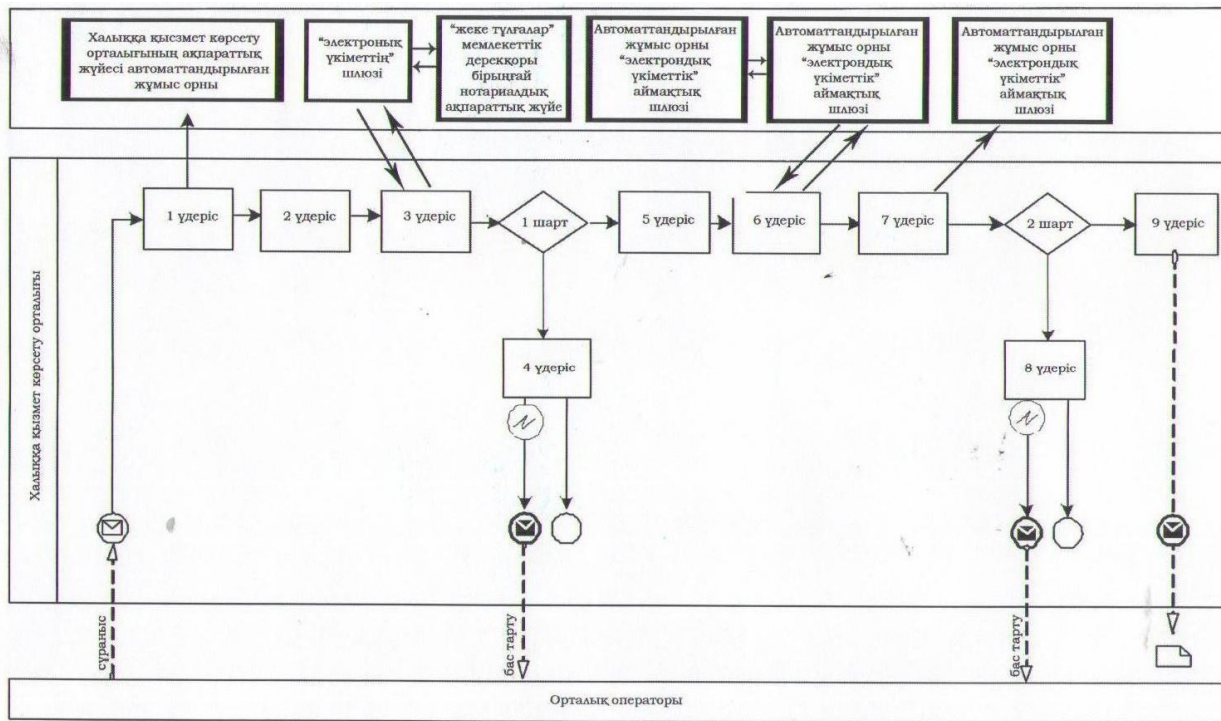 Халыққа қысзмет көрсету
орталығының ақпараттық
жүйесі автоматтандырылған
жұмыс орны
“электроның
үкіметтің”
шлюзі
“жеке тұлғалар”
мемлекеттік
дерекқоры
бірыңғай
нотариалдық
ақпараттық жүйе
Автоматтандырылған
жұмыс орны
“электрондық
үкіметтік”
аймақтық
шлюзі
Автоматтандырылған
жұмыс орны
“электрондық
үкіметтік”
аймақтық
шлюзі
Автоматтандырылған
жұмыс орны
“электрондық
үкіметтік”
аймақтық
шлюзі
Халыққа қызмет көрсету орталығы
1 үдеріс
2 үдеріс
3 үдеріс
1 шарт
5 үдеріс
6 үдеріс
7 үдеріс
2 шарт
9 үдеріс
4 үдеріс
8 үдеріс
сұраныс
бас тарту
бас тарту
Орталық операторы